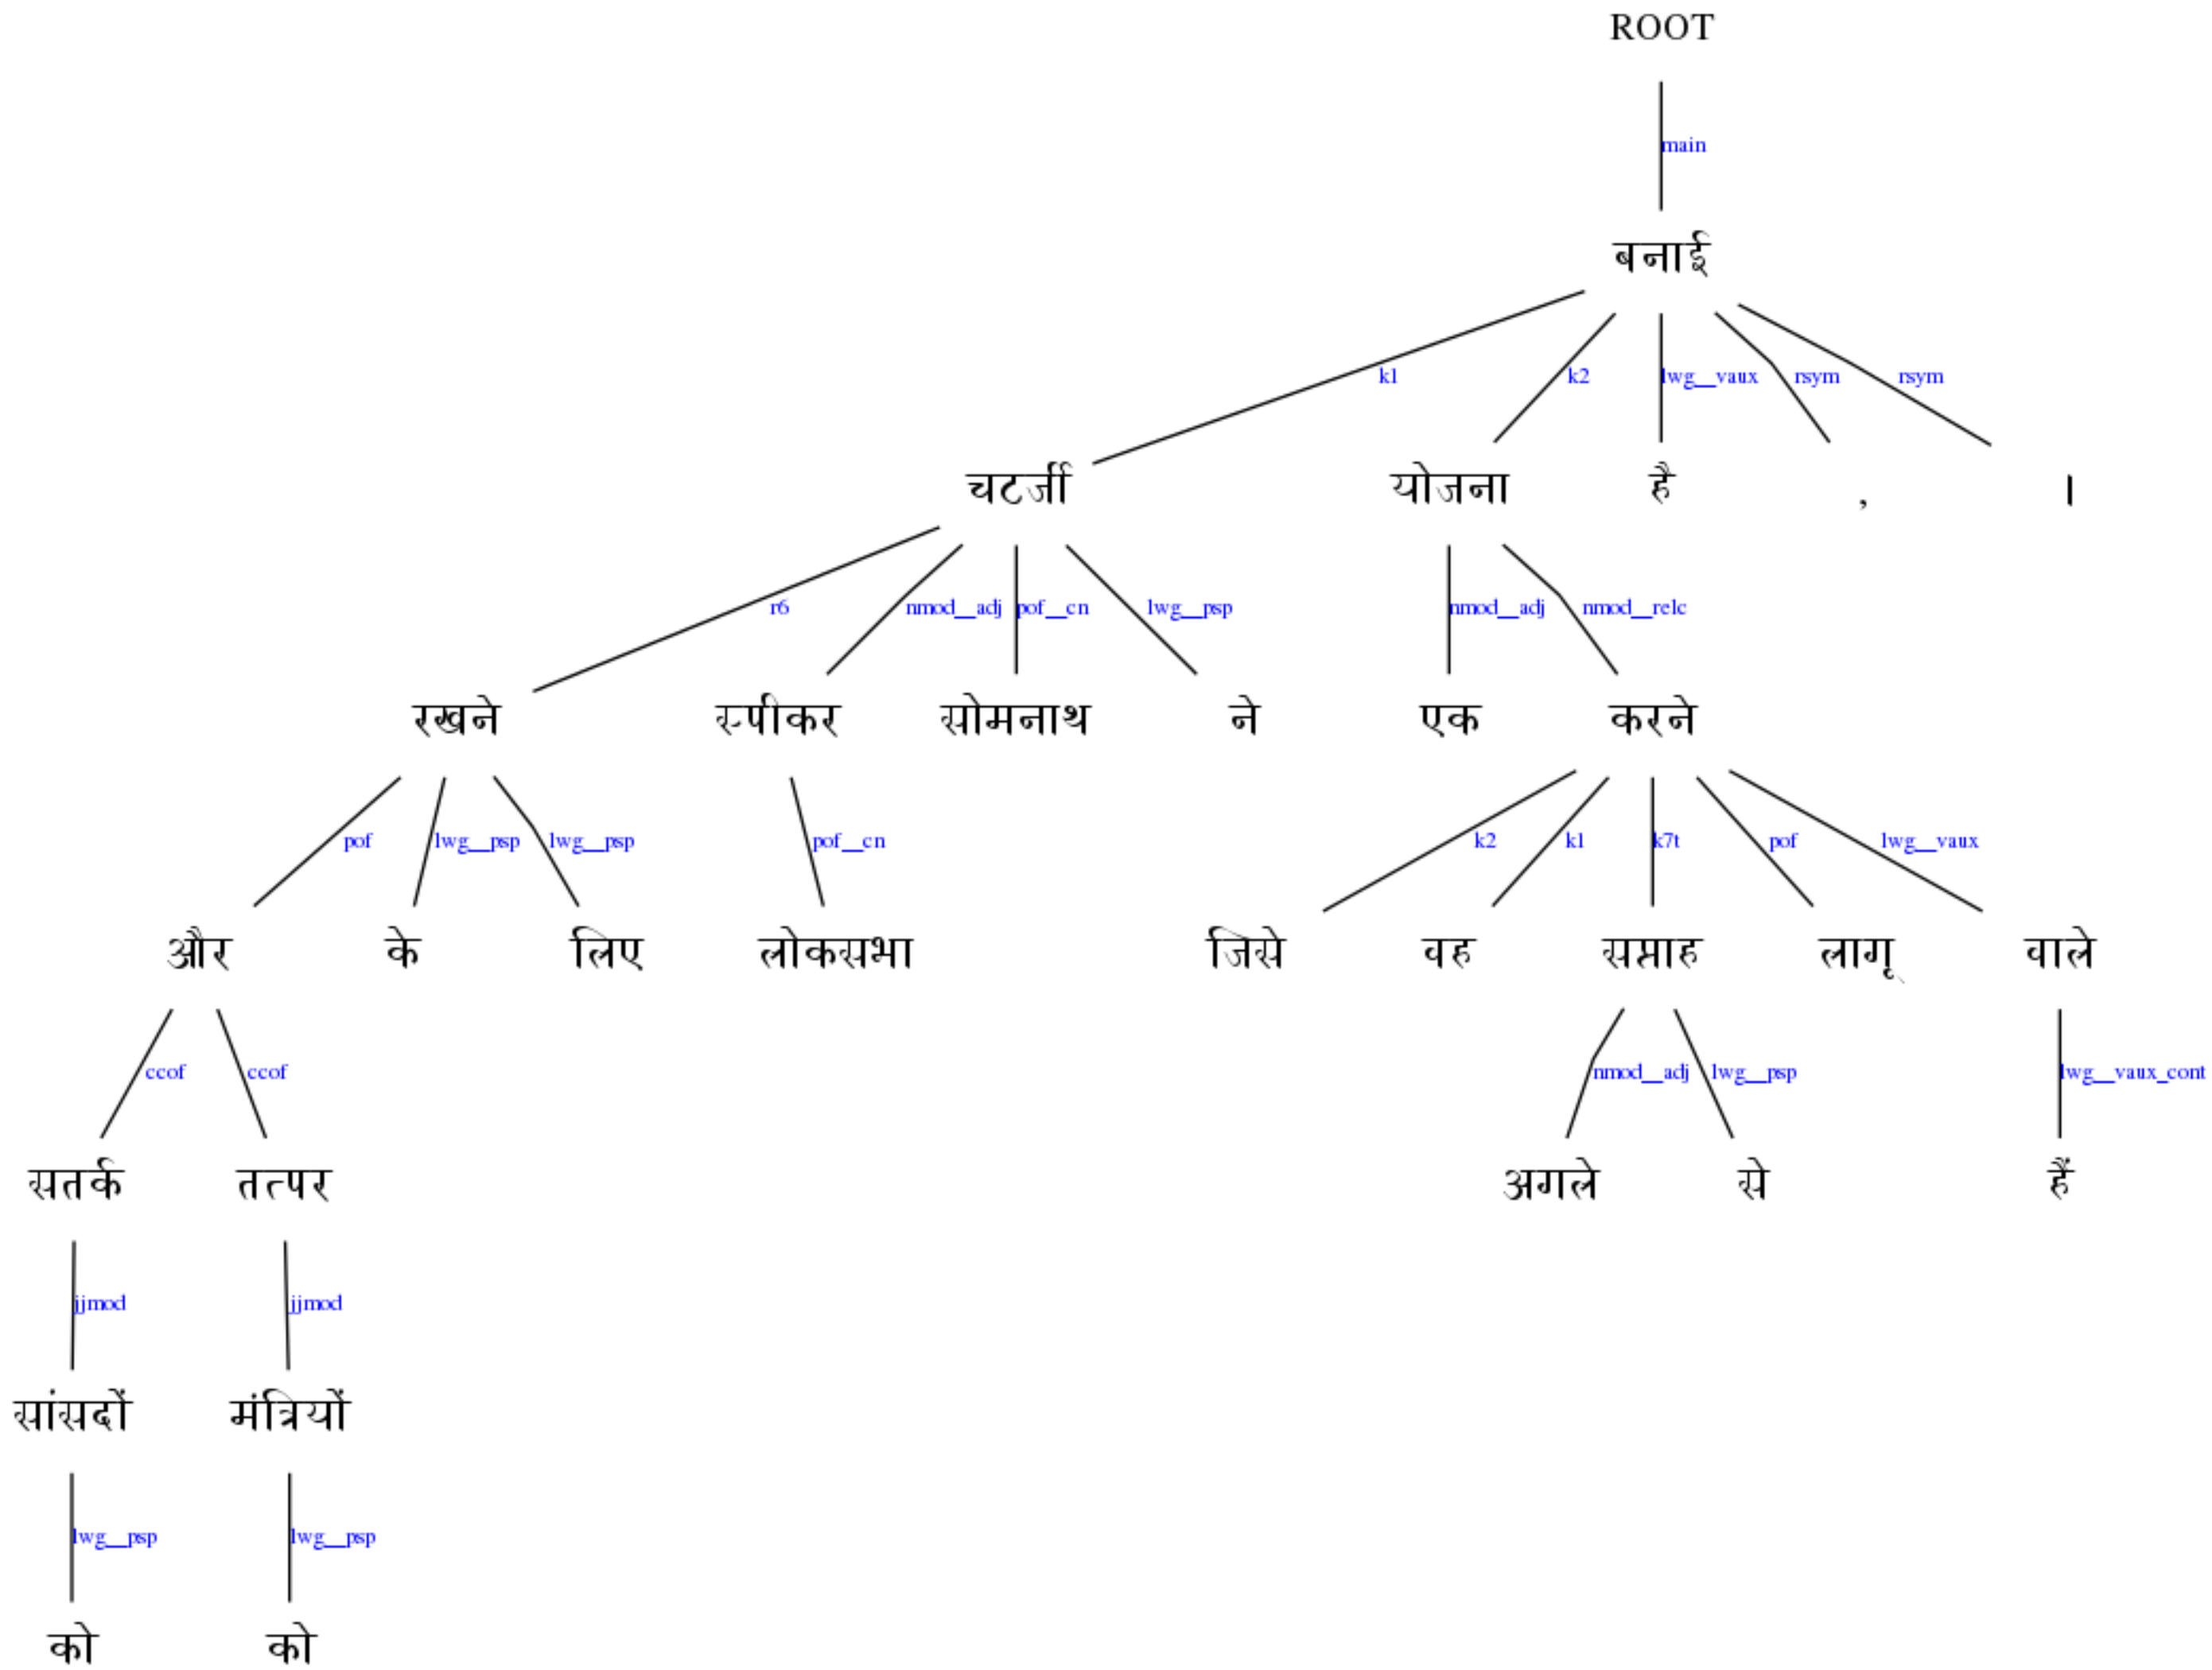 ROOT
main
बनाई
k1 k2 lwg__vaux rsym rsym
चटर्जी योजना है , ।
r6 nmod__adj pof__cn lwg__psp nmod__adj nmod__relc
रखने स्पीकर सोमनाथ ने एक करने
pof lwg__psp lwg__psp pof__cn k2 k1 k7t pof lwg__vaux
और के लिए लोकसभा जिसे वह सप्ताह लागू वाले
ccof ccof nmod__adj lwg__psp lwg__vaux_cont
सतर्क तत्पर अगले से हैं
jjmod jjmod
सांसदों मंत्रियों
lwg__psp lwg__psp
को को